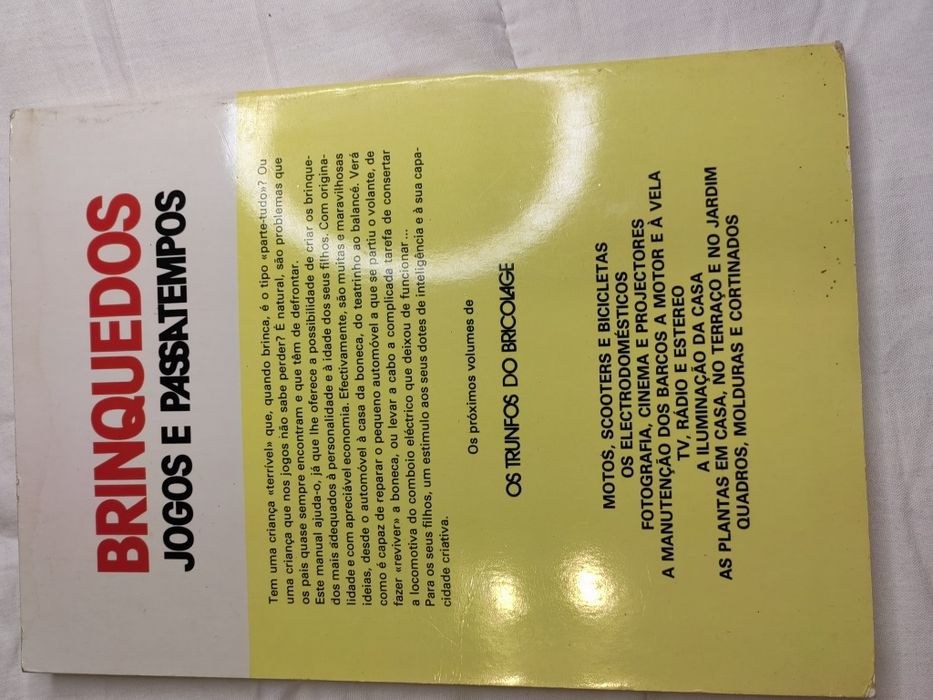 BRINQUEDOS
JOGOS E PASSATEMPOS
Tem uma criança «terrível» que, quando brinca, é o tipo «parte-tudo»? Ou
uma criança que nos jogos não sabe perder? É natural, são problemas que
os pais quase sempre encontram e que têm de defrontar.
Este manual ajuda-o, já que lhe oferece a possibilidade de criar os brinque-
dos mais adequados à personalidade e à idade dos seus filhos. Com origina-
lidade e com apreciável economia. Efectivamente, são muitas e maravilhosas
ideias, desde o automóvel à casa da boneca, do teatrinho ao balancé. Verá
como é capaz de reparar o pequeno automóvel a que se partiu o volante, de
fazer «reviver» a boneca, ou levar a cabo a complicada tarefa de consertar
a locomotiva do comboio eléctrico que deixou de funcionar...
Para os seus filhos, um estímulo aos seus dotes de inteligência e à sua capa-
cidade criativa.
Os próximos volumes de
OS TRUNFOS DO BRICOLAGE
MOTOS, SCOOTERS E BICICLETAS
OS ELECTRODOMÉSTICOS
FOTOGRAFIA, CINEMA E PROJECTORES
A MANUTENÇÃO DOS BARCOS A MOTOR E À VELA
TV, RÁDIO E ESTEREO
A ILUMINAÇÃO DA CASA
AS PLANTAS EM CASA, NO TERRAÇO E NO JARDIM
QUADROS, MOLDURAS E CORTINADOS